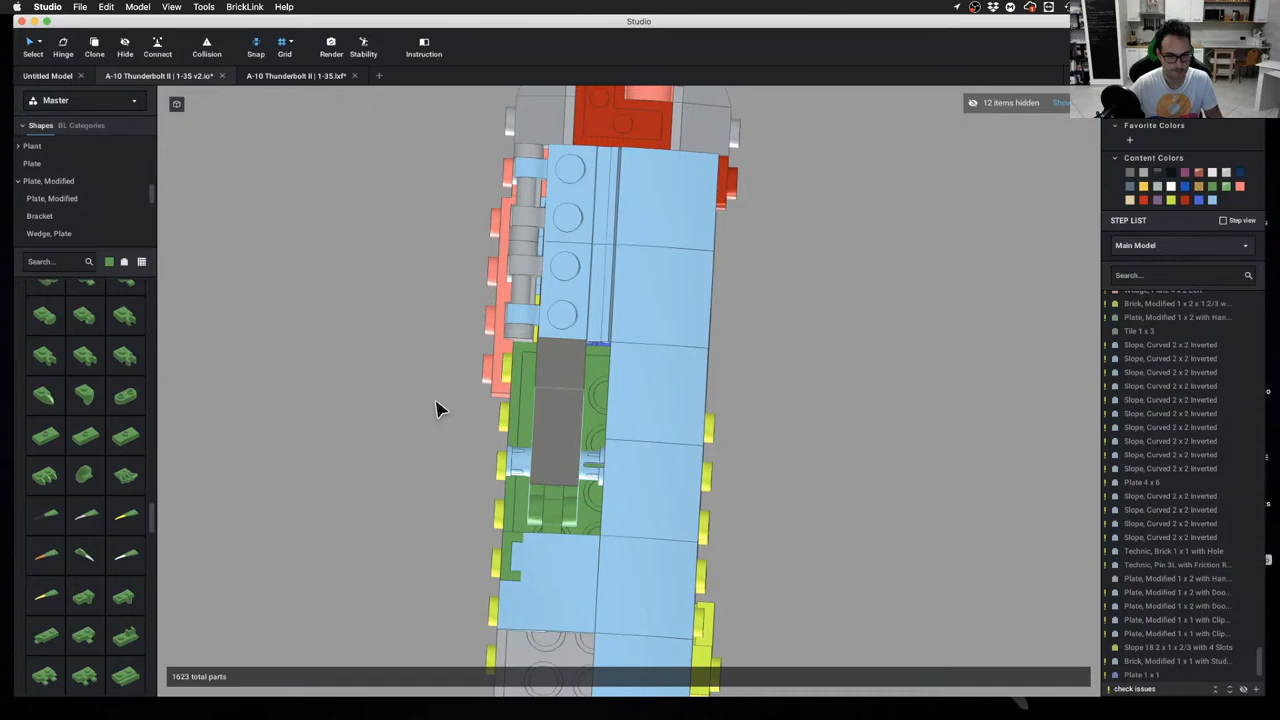 Studio File Edit Model View Tools BrickLink Help
Studio
Select Hinge Clone Hide Connect Collision Snap Grid Render Stability Instruction
Untitled Model A-10 Thunderbolt II | 1-35 v2.io* A-10 Thunderbolt II | 1-35.lxf*
Master
Shapes BL Categories
Plant
Plate
Plate, Modified
Plate, Modified
Bracket
Wedge, Plate
Search...
12 items hidden
1623 total parts
Favorite Colors
Content Colors
STEP LIST Step view
Main Model
Search...
Brick, Modified 1 x 2 x 1 2/3 w...
Plate, Modified 1 x 2 with Han...
Tile 1 x 3
Slope, Curved 2 x 2 Inverted
Slope, Curved 2 x 2 Inverted
Slope, Curved 2 x 2 Inverted
Slope, Curved 2 x 2 Inverted
Slope, Curved 2 x 2 Inverted
Slope, Curved 2 x 2 Inverted
Slope, Curved 2 x 2 Inverted
Slope, Curved 2 x 2 Inverted
Slope, Curved 2 x 2 Inverted
Slope, Curved 2 x 2 Inverted
Plate 4 x 6
Slope, Curved 2 x 2 Inverted
Slope, Curved 2 x 2 Inverted
Slope, Curved 2 x 2 Inverted
Slope, Curved 2 x 2 Inverted
Technic, Brick 1 x 1 with Hole
Technic, Pin 3L with Friction R...
Plate, Modified 1 x 2 with Han...
Plate, Modified 1 x 2 with Doo...
Plate, Modified 1 x 2 with Doo...
Plate, Modified 1 x 1 with Clip...
Plate, Modified 1 x 1 with Clip...
Slope 18 2 x 1 x 2/3 with 4 Slots
Brick, Modified 1 x 1 with Stud...
Plate 1 x 1
check issues